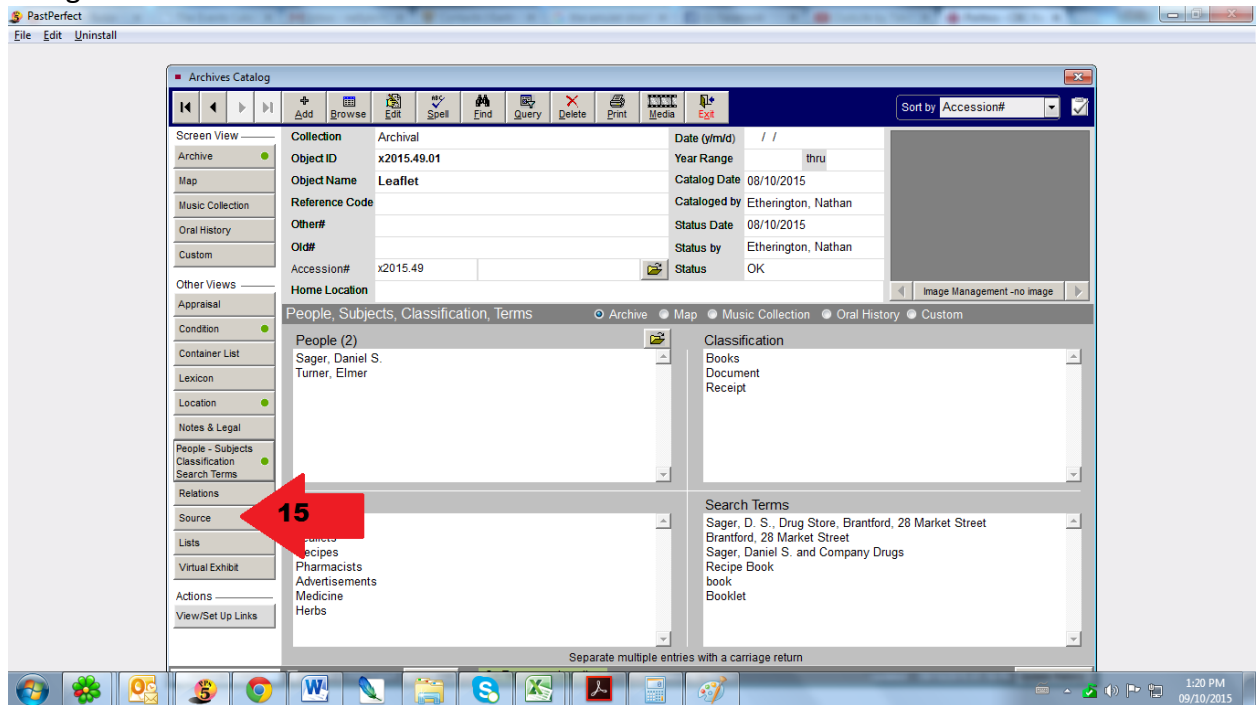 PastPerfect
File Edit Uninstall
Archives Catalog
Add Browse Edit Spell Find Query Delete Print Media Exit
Sort by Accession#
Screen View
Archive
Map
Music Collection
Oral History
Custom
Other Views
Appraisal
Condition
Container List
Lexicon
Location
Notes & Legal
People - Subjects
Classification
Search Terms
Relations
Source
Lists
Virtual Exhibit
Actions
View/Set Up Links
Collection Archival
Object ID x2015.49.01
Object Name Leaflet
Reference Code
Other#
Old#
Accession# x2015.49
Home Location
Date (y/m/d) / /
Year Range thru
Catalog Date 08/10/2015
Cataloged by Etherington, Nathan
Status Date 08/10/2015
Status by Etherington, Nathan
Status OK
Image Management -no image
People, Subjects, Classification, Terms Archive Map Music Collection Oral History Custom
People (2)
Sager, Daniel S.
Turner, Elmer
Classification
Books
Document
Receipt
15
Pharmacists
Advertisements
Medicine
Herbs
Search Terms
Sager, D. S., Drug Store, Brantford, 28 Market Street
Brantford, 28 Market Street
Sager, Daniel S. and Company Drugs
Recipe Book
book
Booklet
Separate multiple entries with a carriage return
1:20 PM
09/10/2015